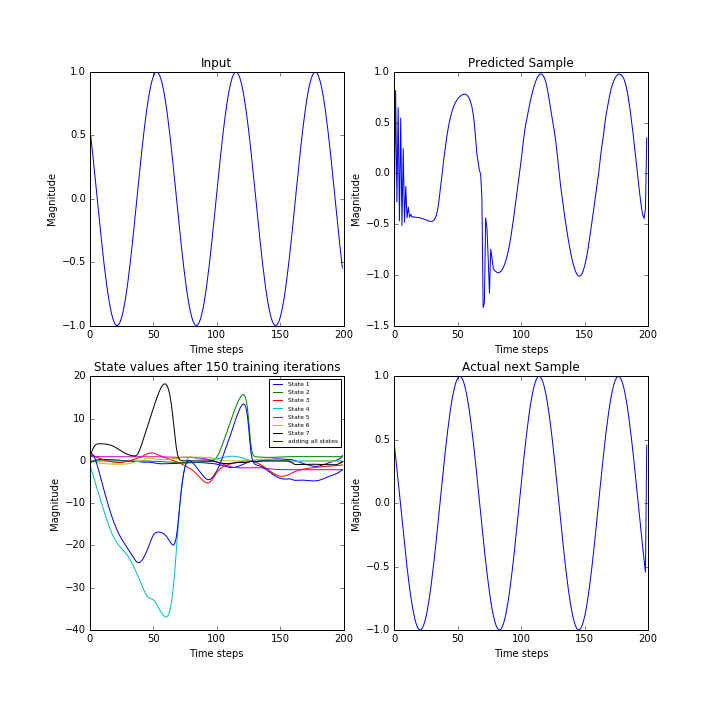 Input
Magnitude
1.0
0.5
0.0
−0.5
−1.0
0
50
100
150
200
Time steps
Predicted Sample
Magnitude
1.0
0.5
0.0
−0.5
−1.0
−1.5
0
50
100
150
200
Time steps
State values after 150 training iterations
Magnitude
20
10
0
−10
−20
−30
−40
0
50
100
150
200
Time steps
State 1
State 2
State 3
State 4
State 5
State 6
State 7
adding all states
Actual next Sample
Magnitude
1.0
0.5
0.0
−0.5
−1.0
0
50
100
150
200
Time steps